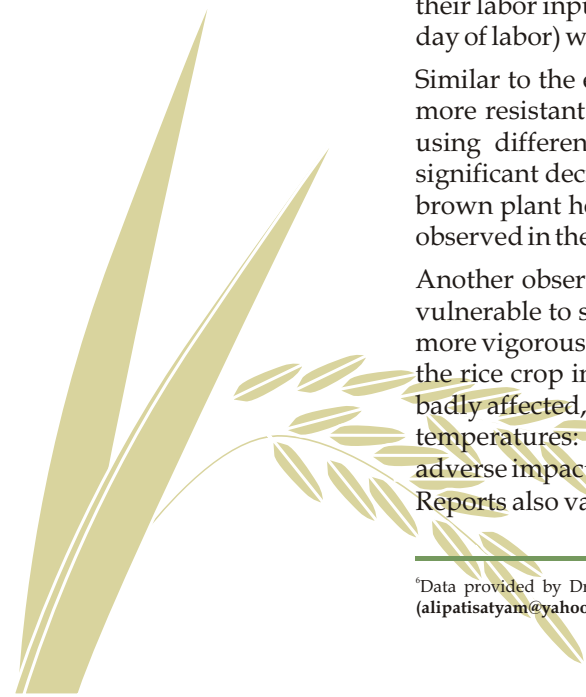 their labor inpu
day of labor) w
Similar to the
more resistant
using differen
significant dec
brown plant h
observed in the
Another obser
vulnerable to s
more vigorous
the rice crop in
badly affected,
temperatures:
adverse impac
Reports also va
⁶Data provided by Dr
(alipatisatyam@yahoo